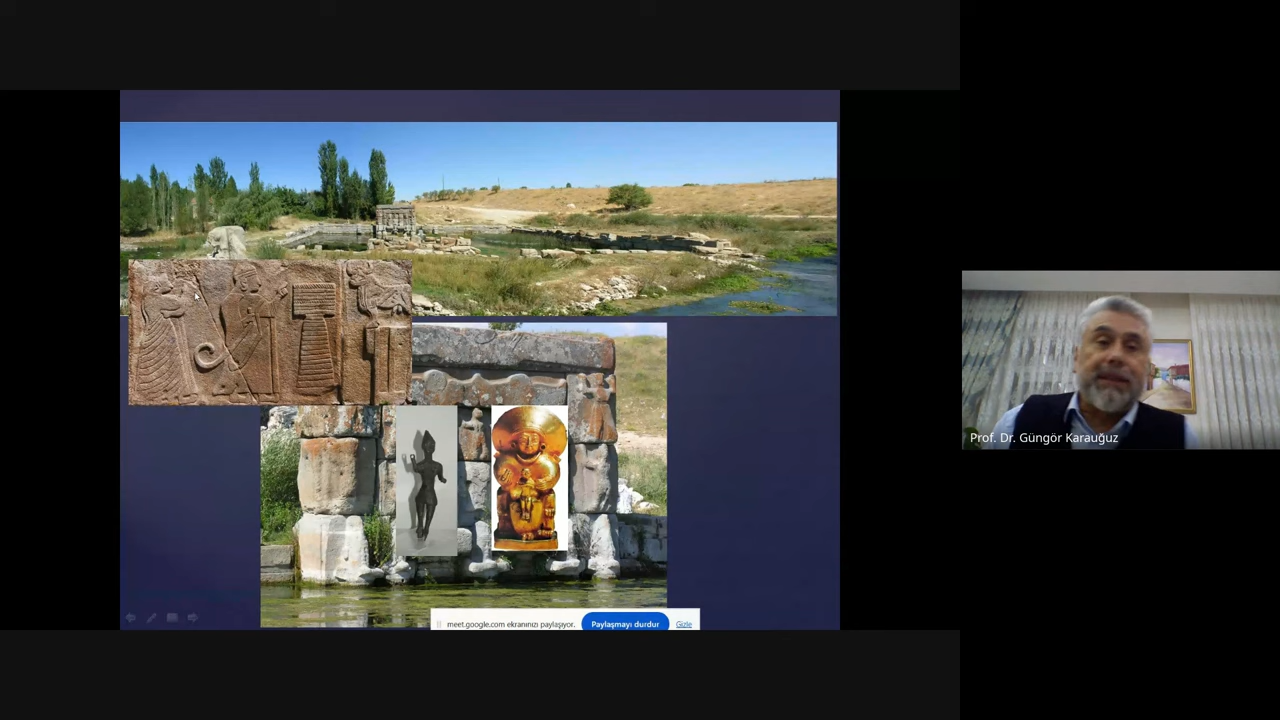 Prof. Dr. Güngör Karauğuz
meet.google.com ekranınızı paylaşıyor.
Paylaşmayı durdur
Gizle